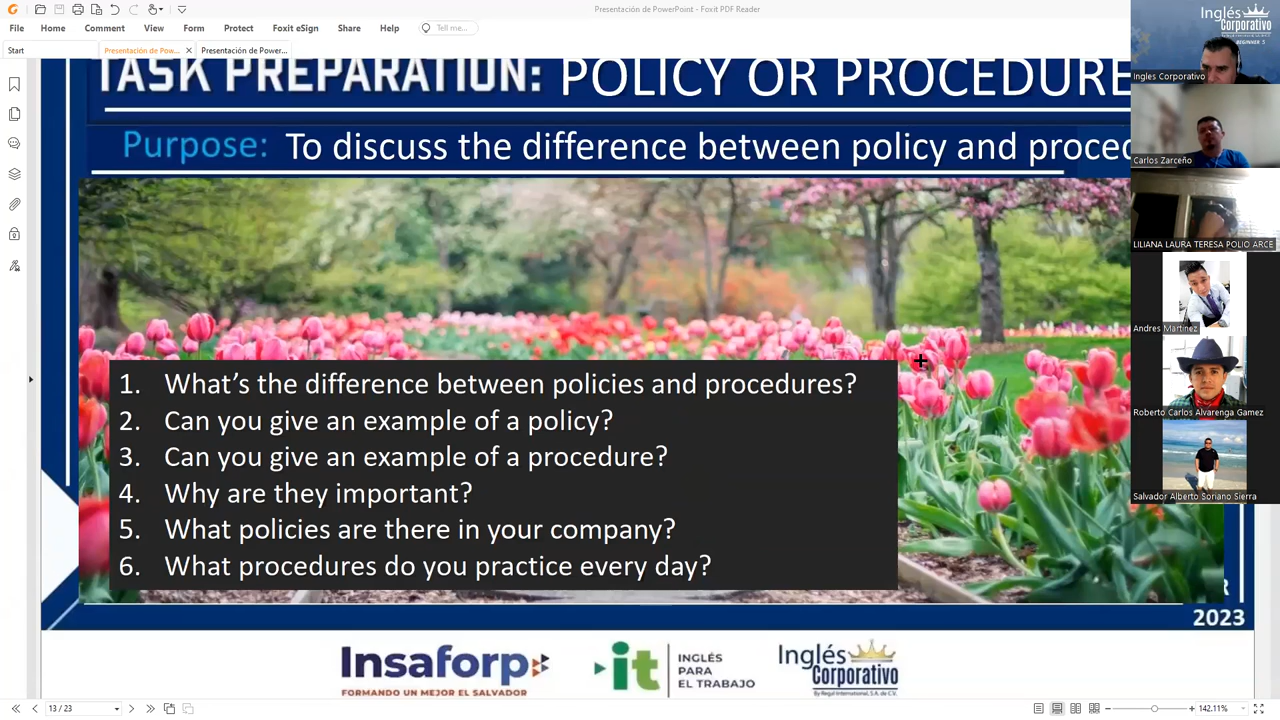 Presentación de PowerPoint - Foxit PDF Reader
File Home Comment View Form Protect Foxit eSign Share Help Tell me...
Start Presentación de Pow... Presentación de Power...
TASK PREPARATION: POLICY OR PROCEDURE
Purpose: To discuss the difference between policy and proced
1. What's the difference between policies and procedures?
2. Can you give an example of a policy?
3. Can you give an example of a procedure?
4. Why are they important?
5. What policies are there in your company?
6. What procedures do you practice every day?
R
2023
Insaforp
FORMANDO UN MEJOR EL SALVADOR
it
INGLÉS
PARA
EL TRABAJO
Inglés
Corporativo
By Regal International, S.A. de C.V.
13 / 23
142.11%
Inglés
Corporativo
BEGINNER 5
Ingles Corporativo
Carlos Zarceño
LILIANA LAURA TERESA POLIO ARCE
Andres Martinez
Roberto Carlos Alvarenga Gamez
Salvador Alberto Soriano Sierra